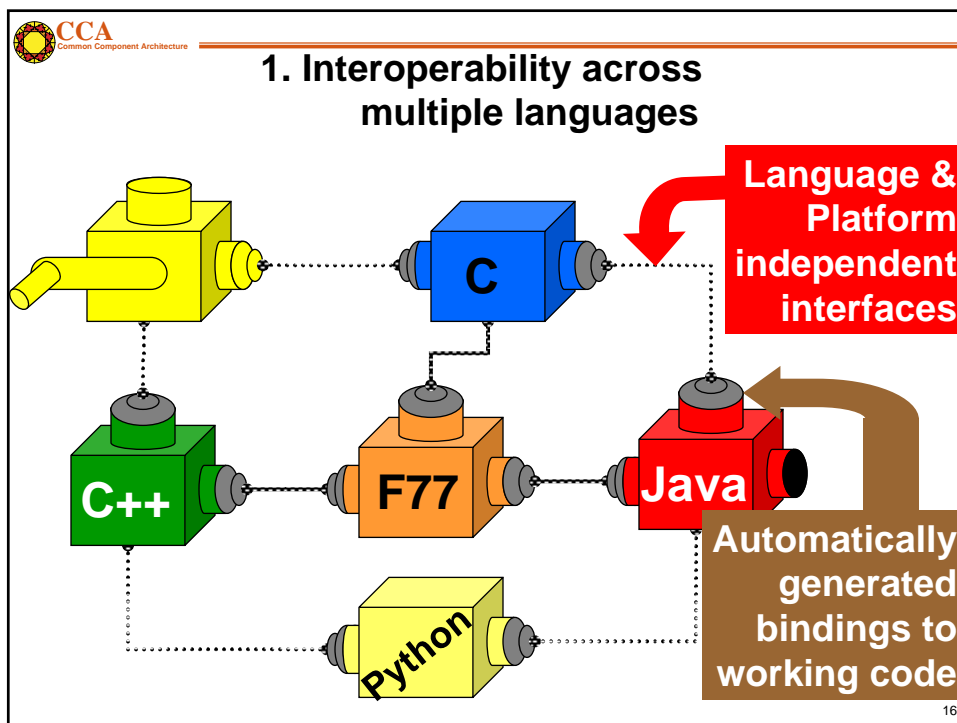 CCA
Common Component Architecture
1. Interoperability across
multiple languages
Language &
Platform
independent
interfaces
C
C++
F77
Java
Automatically
generated
bindings to
working code
Python
16